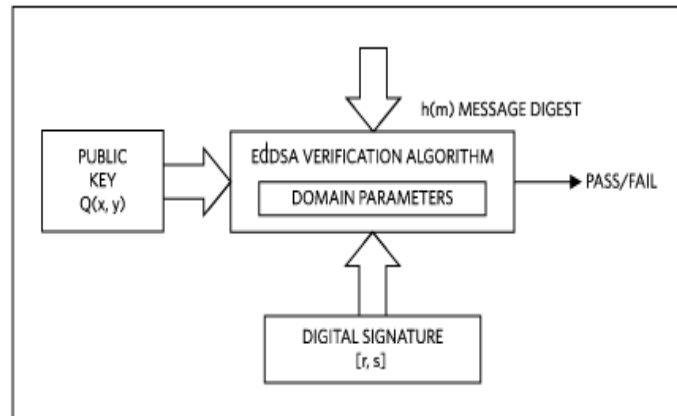 h(m) MESSAGE DIGEST
PUBLIC
KEY
Q(x, y)
EdDSA VERIFICATION ALGORITHM
DOMAIN PARAMETERS
PASS/FAIL
DIGITAL SIGNATURE
[r, s]